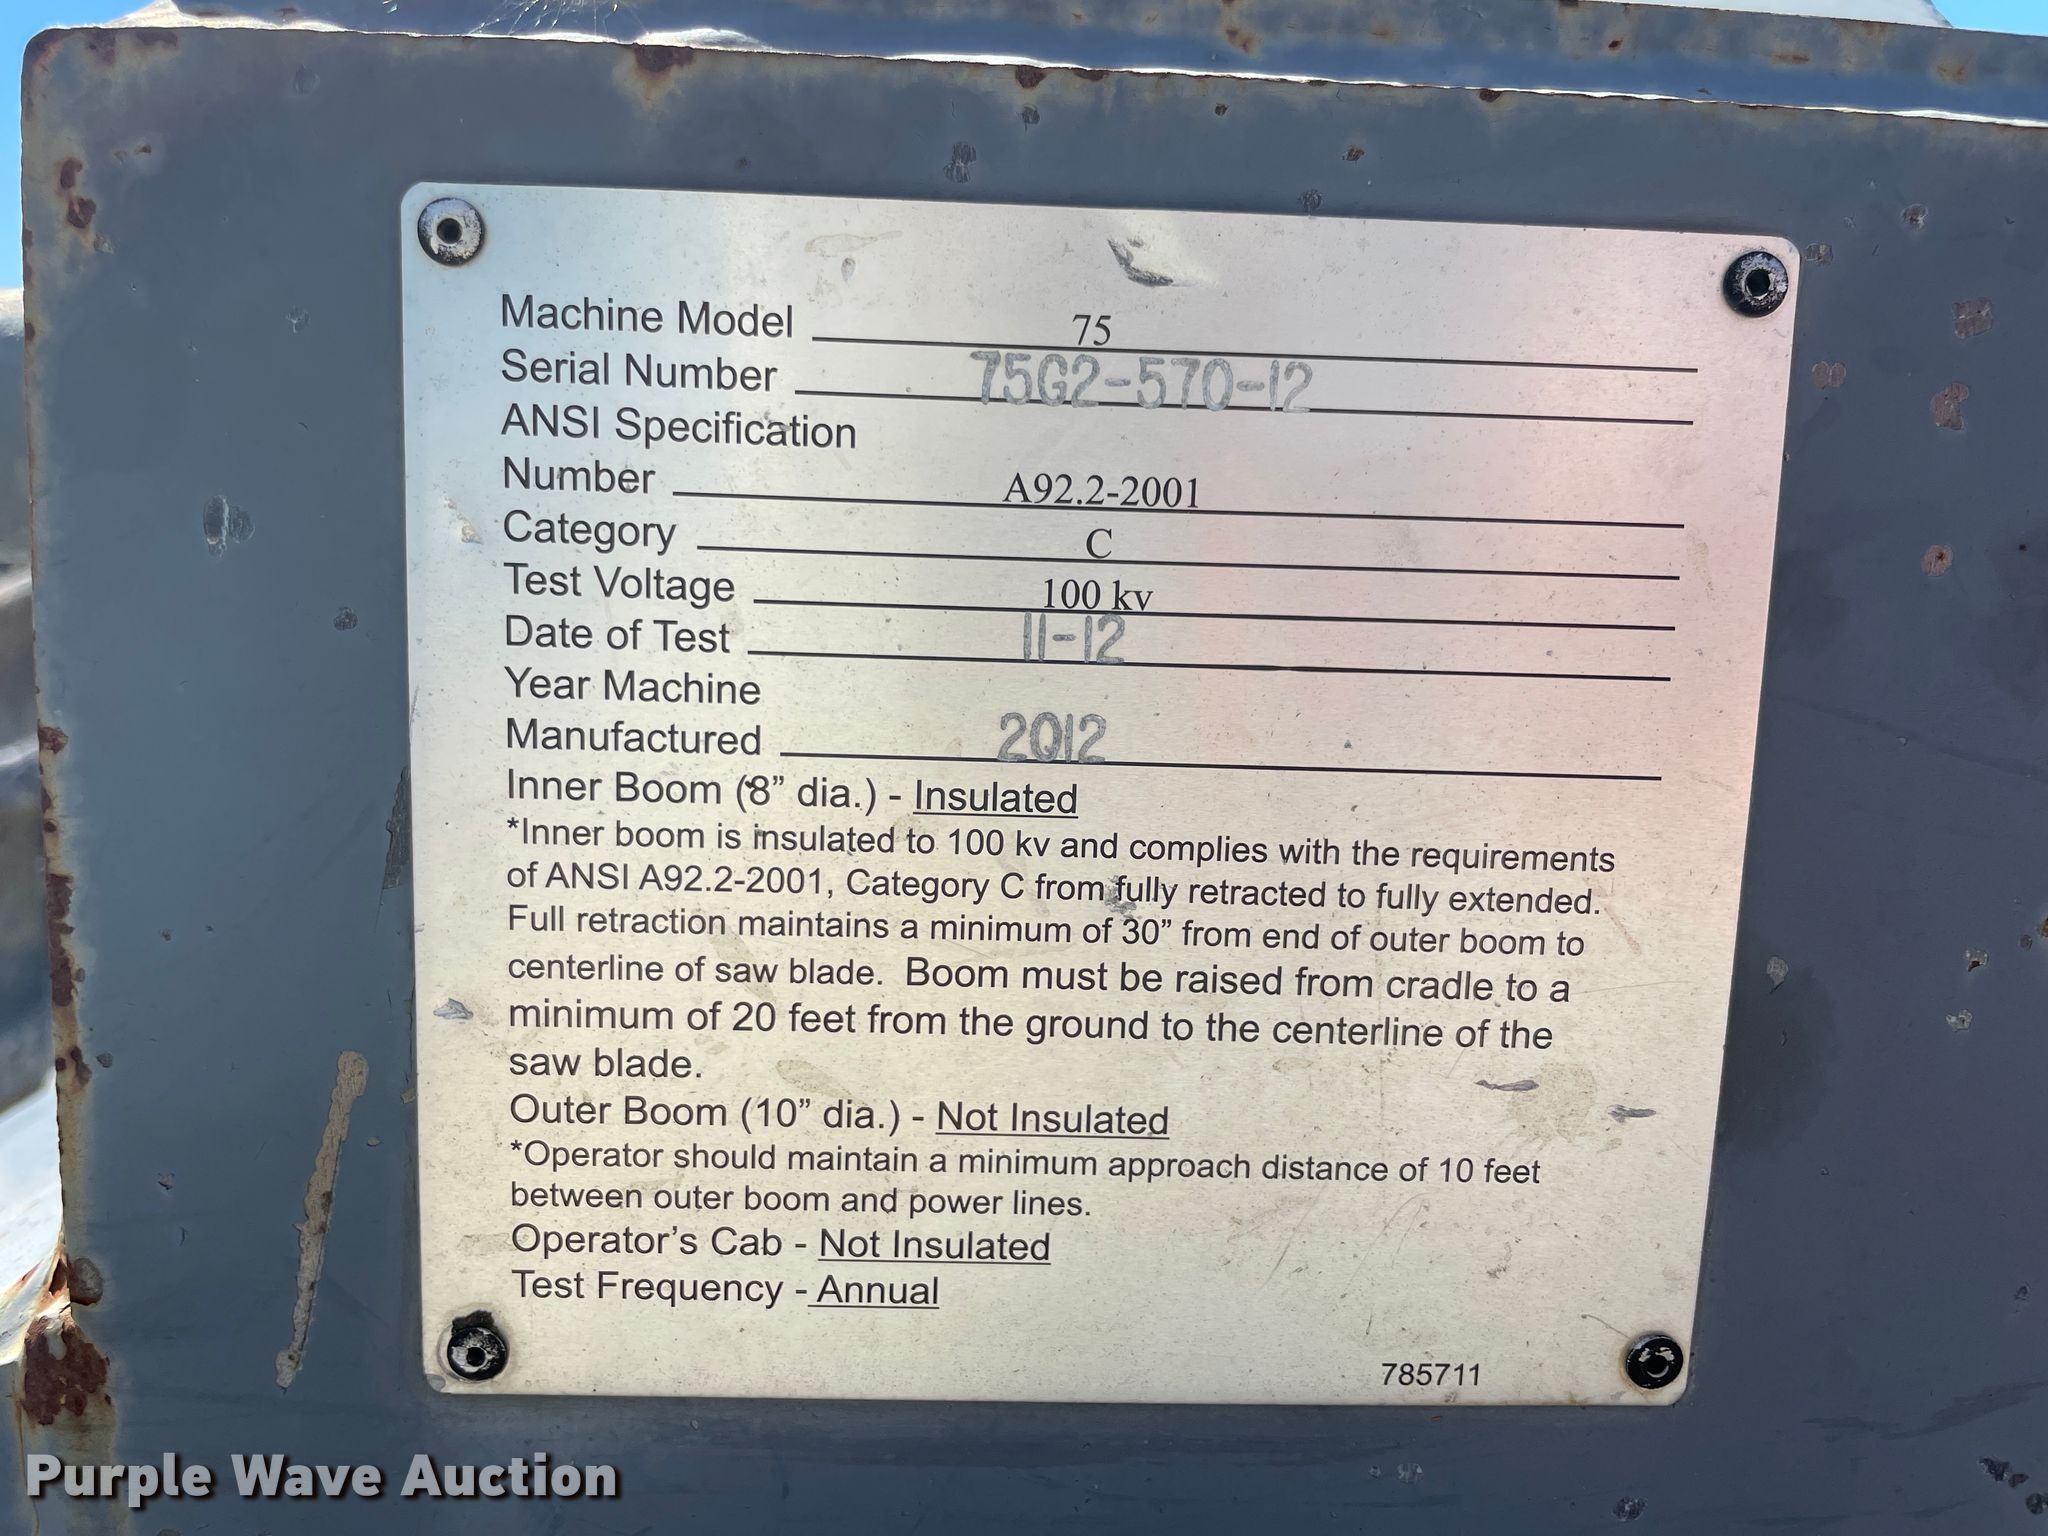 Machine Model 75
Serial Number 75G2-570-12
ANSI Specification
Number A92.2-2001
Category C
Test Voltage 100 kv
Date of Test 11-12
Year Machine
Manufactured 2012
Inner Boom (8” dia.) - Insulated
*Inner boom is insulated to 100 kv and complies with the requirements
of ANSI A92.2-2001, Category C from fully retracted to fully extended.
Full retraction maintains a minimum of 30” from end of outer boom to
centerline of saw blade. Boom must be raised from cradle to a
minimum of 20 feet from the ground to the centerline of the
saw blade.
Outer Boom (10” dia.) - Not Insulated
*Operator should maintain a minimum approach distance of 10 feet
between outer boom and power lines.
Operator’s Cab - Not Insulated
Test Frequency - Annual
785711
Purple Wave Auction